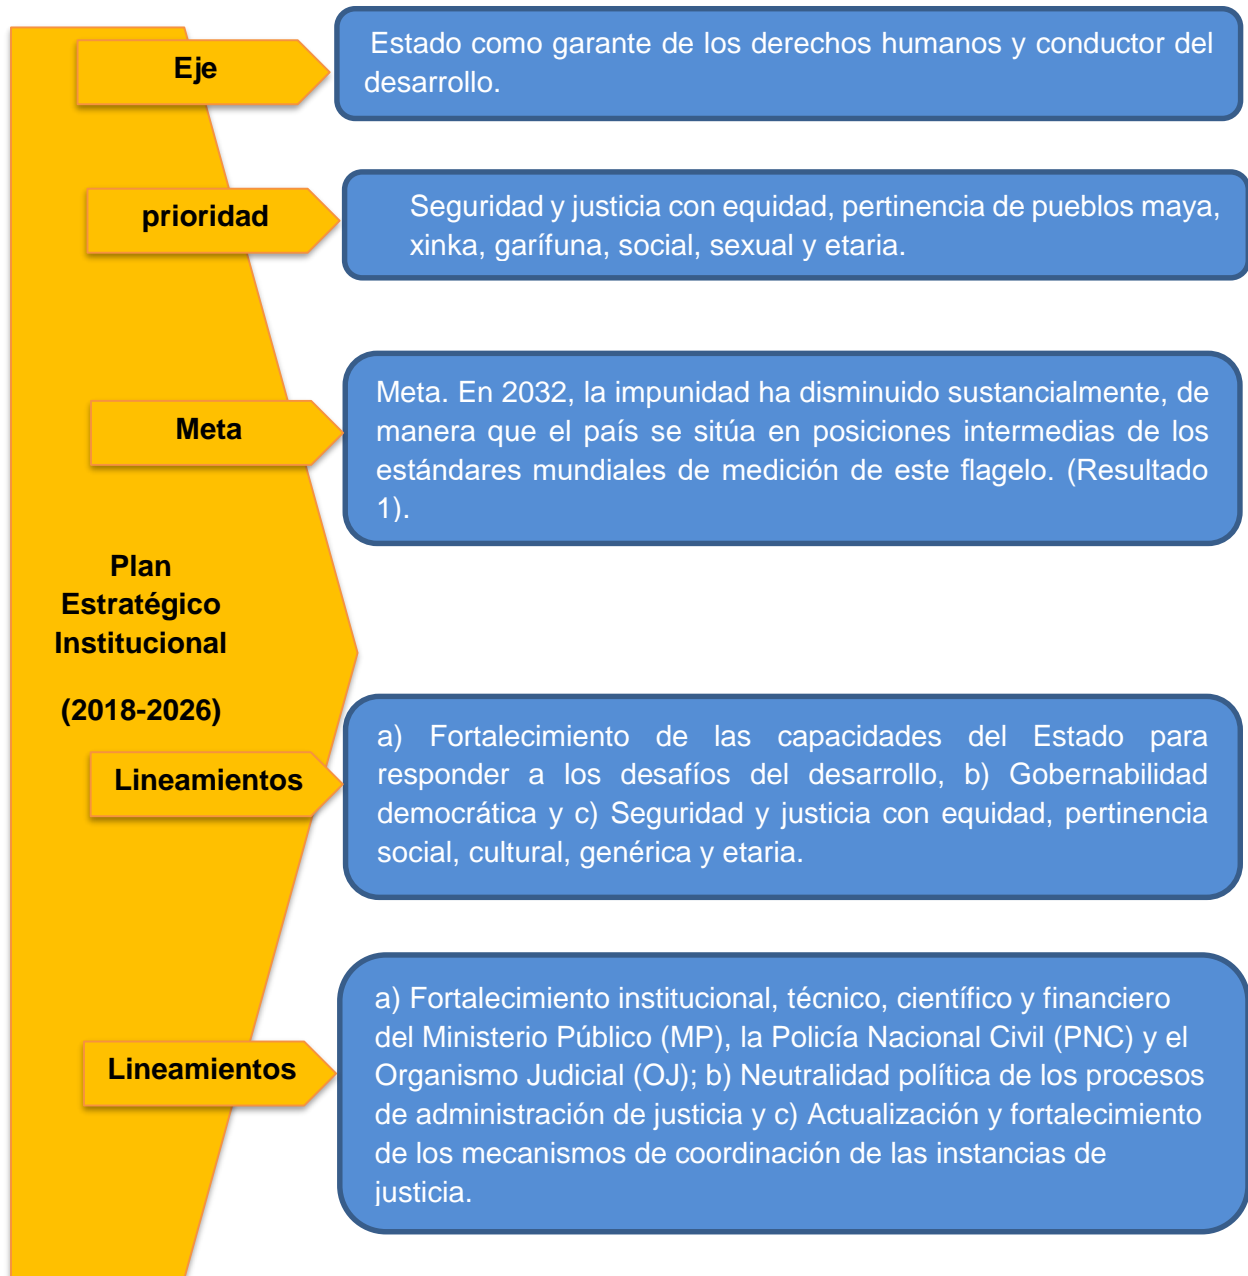 Eje
Estado como garante de los derechos humanos y conductor del
desarrollo.
prioridad
Seguridad y justicia con equidad, pertinencia de pueblos maya,
xinka, garífuna, social, sexual y etaria.
Meta
Meta. En 2032, la impunidad ha disminuido sustancialmente, de
manera que el país se sitúa en posiciones intermedias de los
estándares mundiales de medición de este flagelo. (Resultado
1).
Plan
Estratégico
Institucional
(2018-2026)
Lineamientos
a) Fortalecimiento de las capacidades del Estado para
responder a los desafíos del desarrollo, b) Gobernabilidad
democrática y c) Seguridad y justicia con equidad, pertinencia
social, cultural, genérica y etaria.
Lineamientos
a) Fortalecimiento institucional, técnico, científico y financiero
del Ministerio Público (MP), la Policía Nacional Civil (PNC) y el
Organismo Judicial (OJ); b) Neutralidad política de los procesos
de administración de justicia y c) Actualización y fortalecimiento
de los mecanismos de coordinación de las instancias de
justicia.